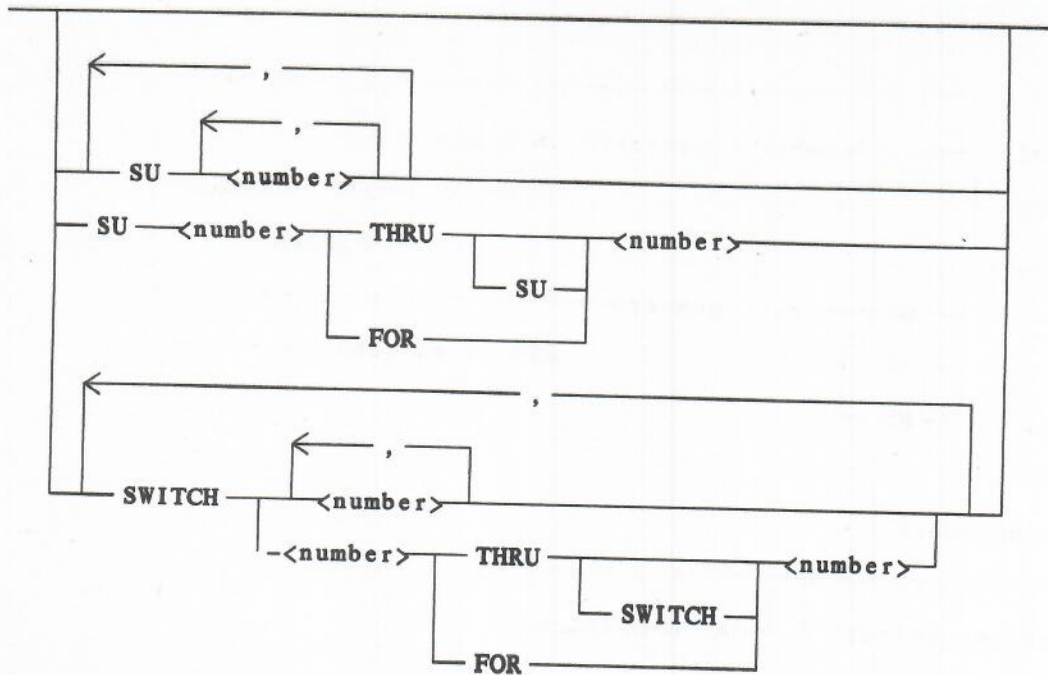 ,
,
SU <number>
SU <number> THRU <number>
SU
FOR
,
,
SWITCH <number>
<number> THRU <number>
SWITCH
FOR